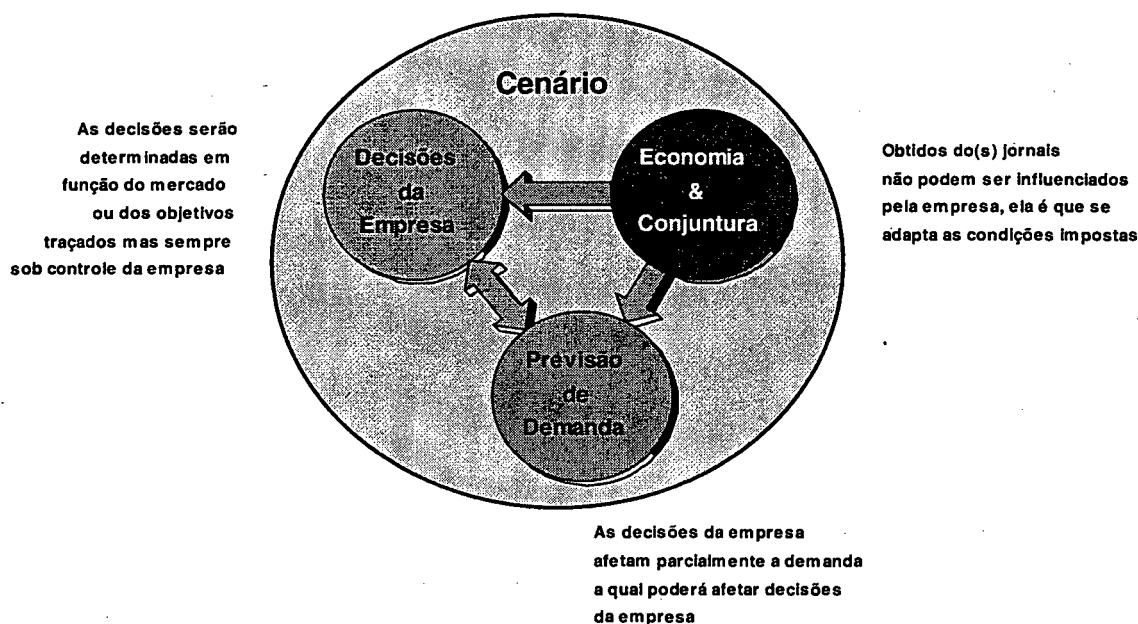 Cenário
As decisões serão
determinadas em
função do mercado
ou dos objetivos
traçados mas sempre
sob controle da empresa
Decisões
da
Empresa
Economia
&
Conjuntura
Obtidos do(s) jornais
não podem ser influenciados
pela empresa, ela é que se
adapta as condições impostas
Previsão
de
Demanda
As decisões da empresa
afetam parcialmente a demanda
a qual poderá afetar decisões
da empresa